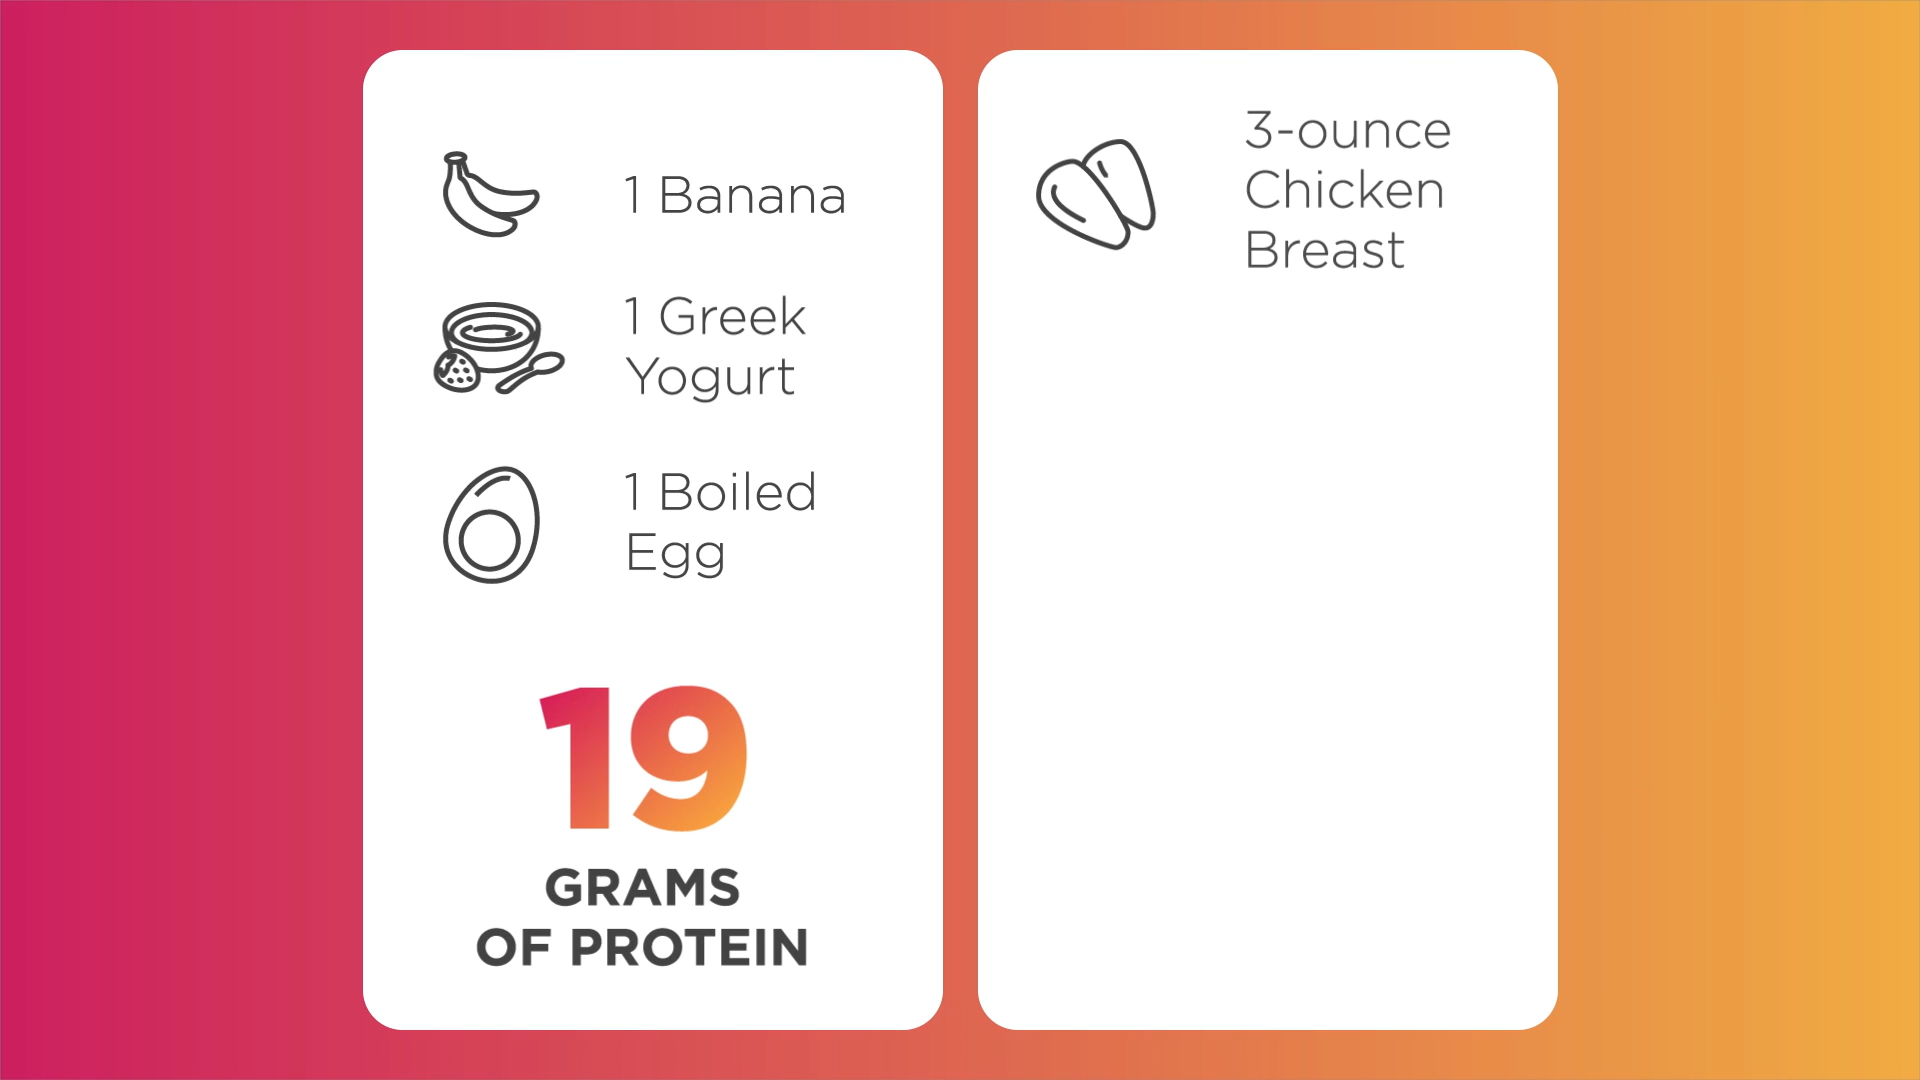 1 Banana
1 Greek
Yogurt
1 Boiled
Egg
19
GRAMS
OF PROTEIN
3-ounce
Chicken
Breast